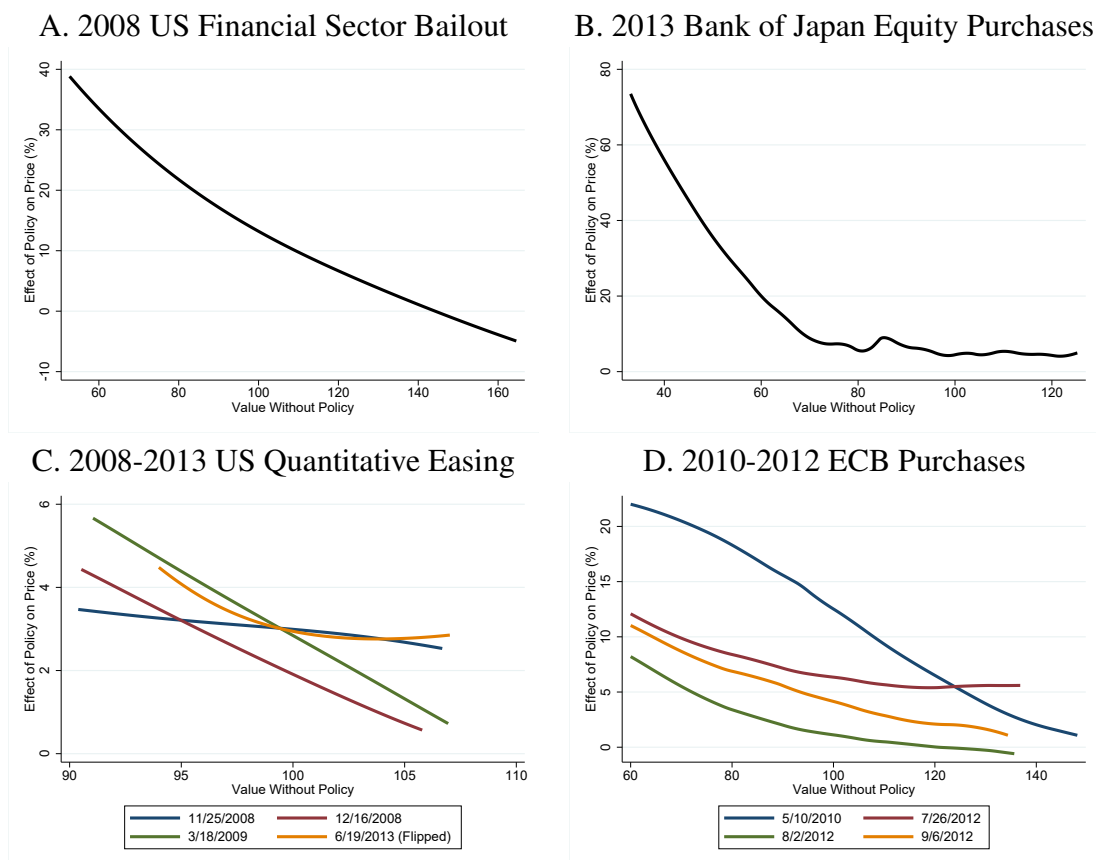 A. 2008 US Financial Sector Bailout
Effect of Policy on Price (%)
40
30
20
10
0
-10
60 80 100 120 140 160
Value Without Policy
B. 2013 Bank of Japan Equity Purchases
Effect of Policy on Price (%)
80
60
40
20
0
40 60 80 100 120
Value Without Policy
C. 2008-2013 US Quantitative Easing
Effect of Policy on Price (%)
6
4
2
0
90 95 100 105 110
Value Without Policy
11/25/2008 12/16/2008
3/18/2009 6/19/2013 (Flipped)
D. 2010-2012 ECB Purchases
Effect of Policy on Price (%)
20
15
10
5
0
60 80 100 120 140
Value Without Policy
5/10/2010 7/26/2012
8/2/2012 9/6/2012